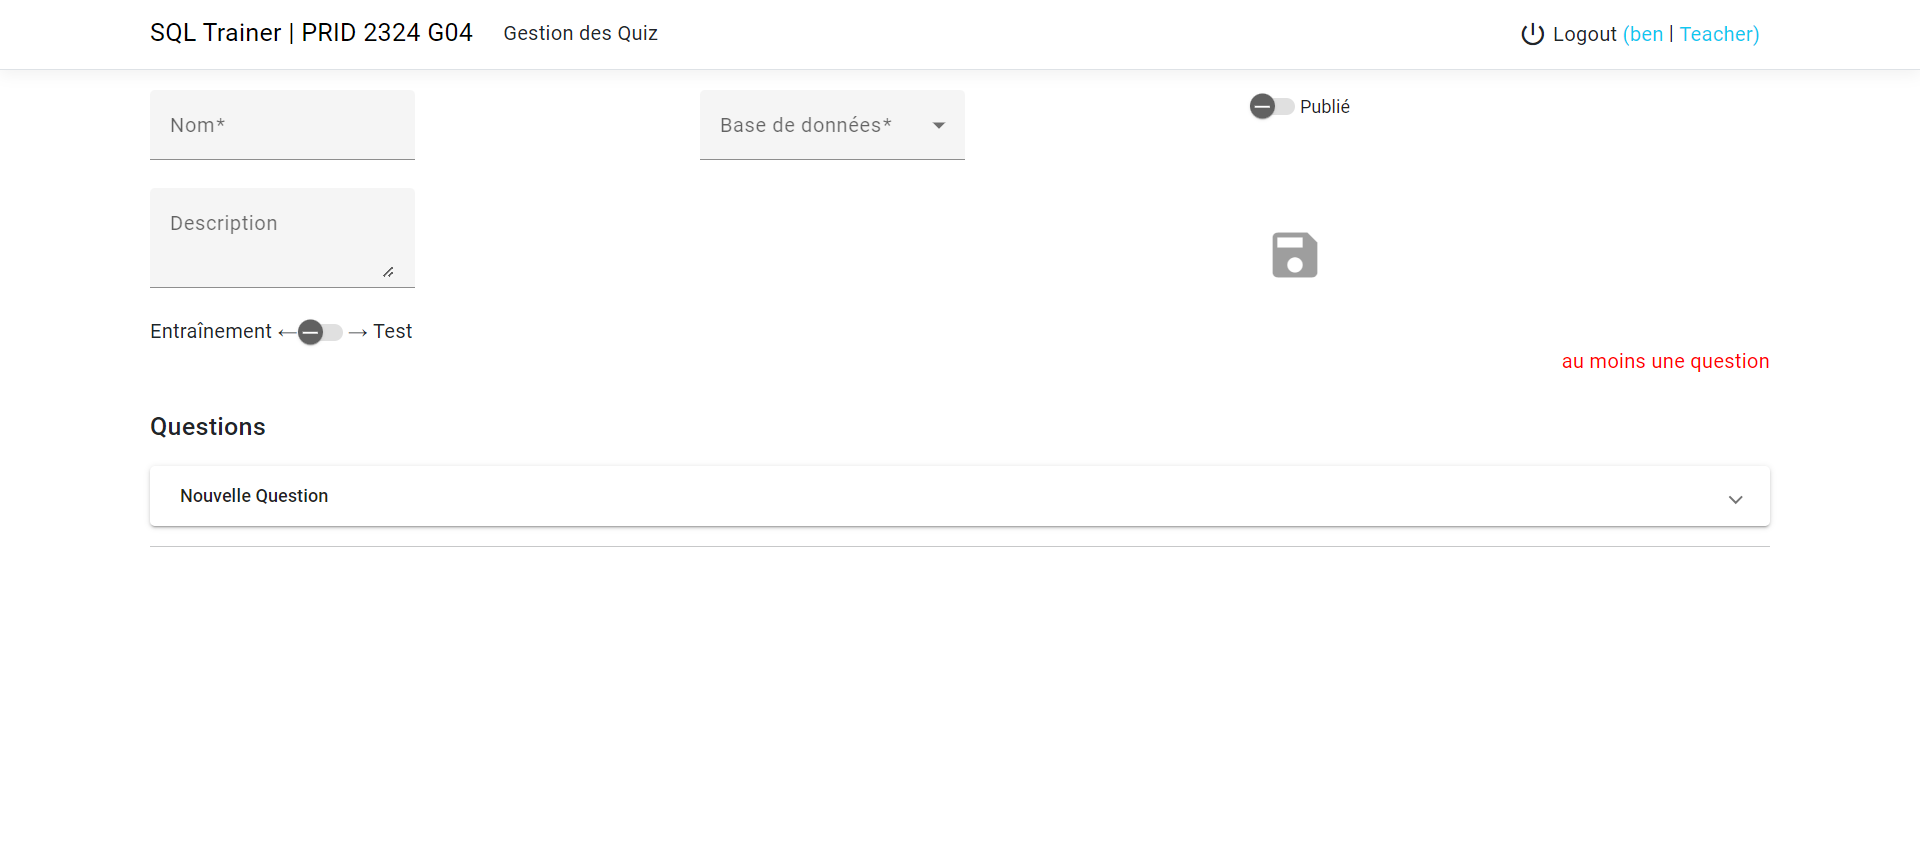 SQL Trainer | PRID 2324 G04 Gestion des Quiz Logout (ben | Teacher)
Nom* Base de données* Publié
Description
Entraînement ← → Test
au moins une question
Questions
Nouvelle Question